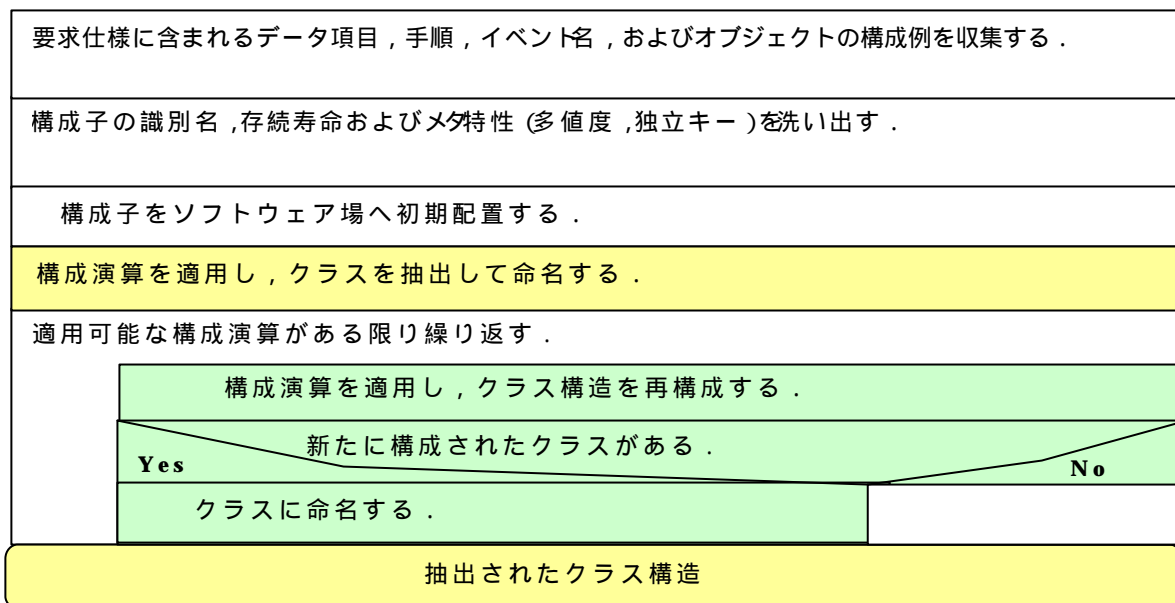 要求仕様に含まれるデータ項目，手順，イベント名，およびオブジェクトの構成例を収集する．
構成子の識別名，存続寿命およびメタ特性（多値度，独立キー）を洗い出す．
構成子をソフトウェア場へ初期配置する．
構成演算を適用し，クラスを抽出して命名する．
適用可能な構成演算がある限り繰り返す．
構成演算を適用し，クラス構造を再構成する．
新たに構成されたクラスがある．
Yes
No
クラスに命名する．
抽出されたクラス構造